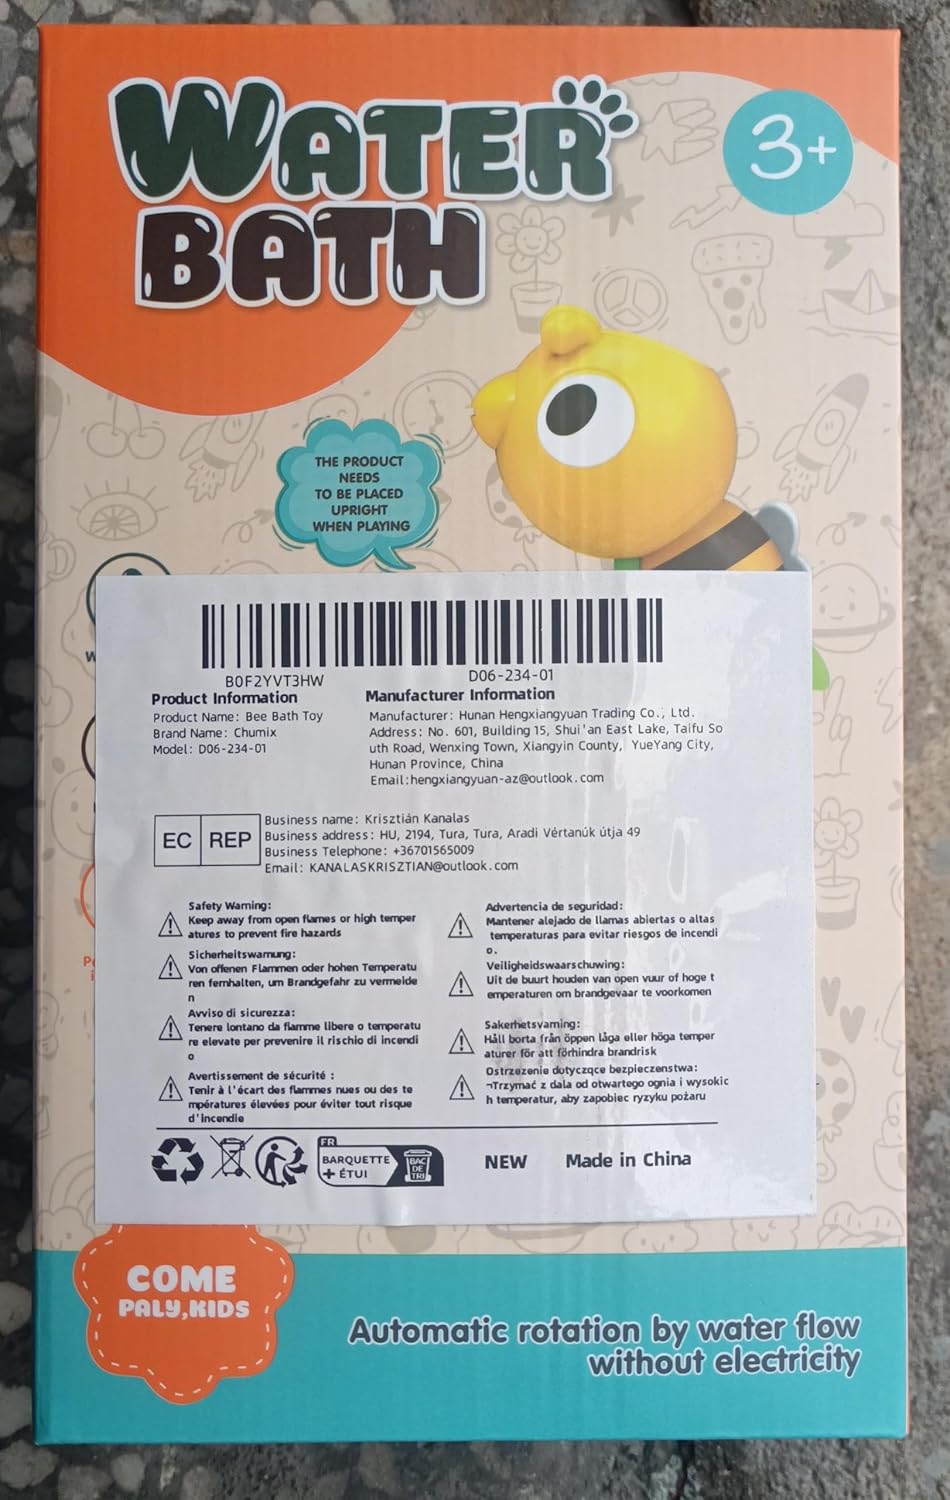 WATER
BATH
3+
THE PRODUCT
NEEDS
TO BE PLACED
UPRIGHT
WHEN PLAYING
B0F2YVT3HW
D06-234-01
Product Information
Product Name: Bee Bath Toy
Brand Name: Chumix
Model: D06-234-01
Manufacturer Information
Manufacturer: Hunan Hengxiangyuan Trading Co., Ltd.
Address: No. 601, Building 15, Shui'an East Lake, Taifu So
uth Road, Wenxing Town, Xiangyin County, YueYang City,
Hunan Province, China
Email:hengxiangyuan-az@outlook.com
EC REP
Business name: Krisztián Kanalas
Business address: HU, 2194, Tura, Tura, Aradi Vértanúk útja 49
Business Telephone: +36701565009
Email: KANALASKRISZTIAN@outlook.com
Safety Warning:
Keep away from open flames or high temper
atures to prevent fire hazards
Sicherheitswarnung:
Von offenen Flammen oder hohen Temperatu
ren fernhalten, um Brandgefahr zu vermeide
n
Avviso di sicurezza:
Tenere lontano da fiamme libere o temperatu
re elevate per prevenire il rischio di incendi
o
Avertissement de sécurité :
Tenir à l'écart des flammes nues ou des te
mpératures élevées pour éviter tout risque
d'incendie
Advertencia de seguridad:
Mantener alejado de llamas abiertas o altas
temperaturas para evitar riesgos de incendi
o.
Veiligheidswaarschuwing:
Uit de buurt houden van open vuur of hoge t
emperaturen om brandgevaar te voorkomen
Säkerhetsvarning:
Håll borta från öppen låga eller höga temper
aturer för att förhindra brandrisk
Ostrzeżenie dotyczące bezpieczeństwa:
¬Trzymać z dala od otwartego ognia i wysokic
h temperatur, aby zapobiec ryzyku pożaru
FR
BARQUETTE
+ ÉTUI
BAC
DE
TRI
NEW
Made in China
COME
PALY,KIDS
Automatic rotation by water flow
without electricity